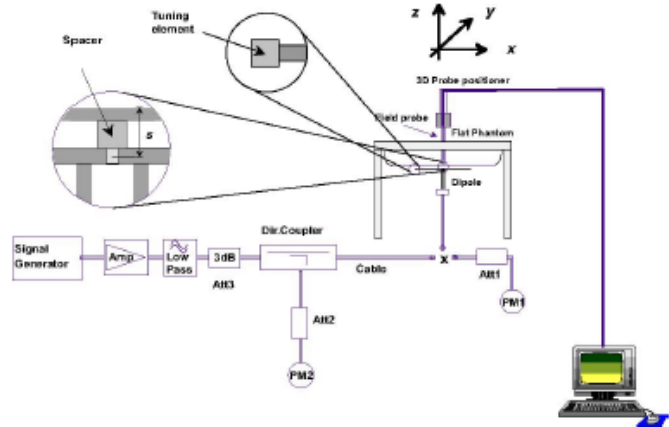 Tuning
element
Spacer
z
y
x
3D Probe positioner
Field probe
Flat Phantom
s
Dipole
Signal
Generator
Amp
Low
Pass
3dB
Att3
Dir.Coupler
Cable
x
Att1
PM1
Att2
PM2